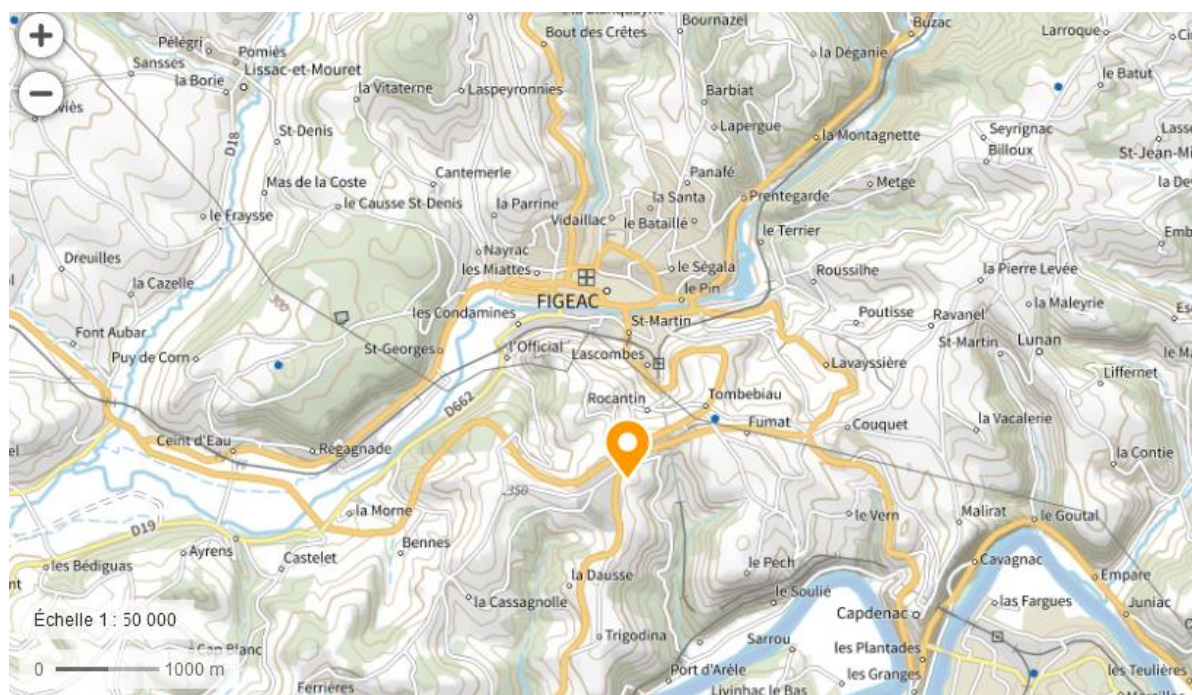 Bournazel
Buzac
Bout des Crêtes
Larroque
Pélégri
Pomiès
la Déganie
Sansses
Lissac-et-Mouret
la Borie
le Batut
la Vitaterne
Laspeyronnies
Barbiat
D18
St-Denis
Lapergue
la Montagnette
Seyrignac
Billoux
St-Jean-Mi
Mas de la Coste
Cantemerle
Panafé
Metge
le Causse St-Denis
la Parrine
la Santa
Prentegarde
le Fraysse
Vidaillac
le Bataillé
le Terrier
Nayrac
Dreuilles
les Miattes
le Ségala
Roussilhe
la Pierre Levée
la Cazelle
FIGEAC
le Pin
la Maleyrie
300
les Condamines
St-Martin
Poutisse
Ravanel
Font Aubar
Puy de Corn
St-Georges
l'Official
Lascombes
St-Martin
Lunan
Lavayssière
Liffernet
D662
Rocantin
Tombebiau
Fumat
Couquet
la Vacalerie
Ceint d'Eau
Régagnade
la Contie
350
la Morne
le Vern
Malirat
le Goutal
D19
Ayrens
Castelet
Bennes
les Bédiguas
la Dausse
le Pech
Cavagnac
Empare
la Cassagnolle
le Soulié
Capdenac
las Fargues
Juniac
Échelle 1 : 50 000
Trigodina
Sarrou
les Plantades
Cap Blanc
0 1000 m
Port d'Arèle
les Granges
les Teulières
Ferrières
Livinhac le Bas